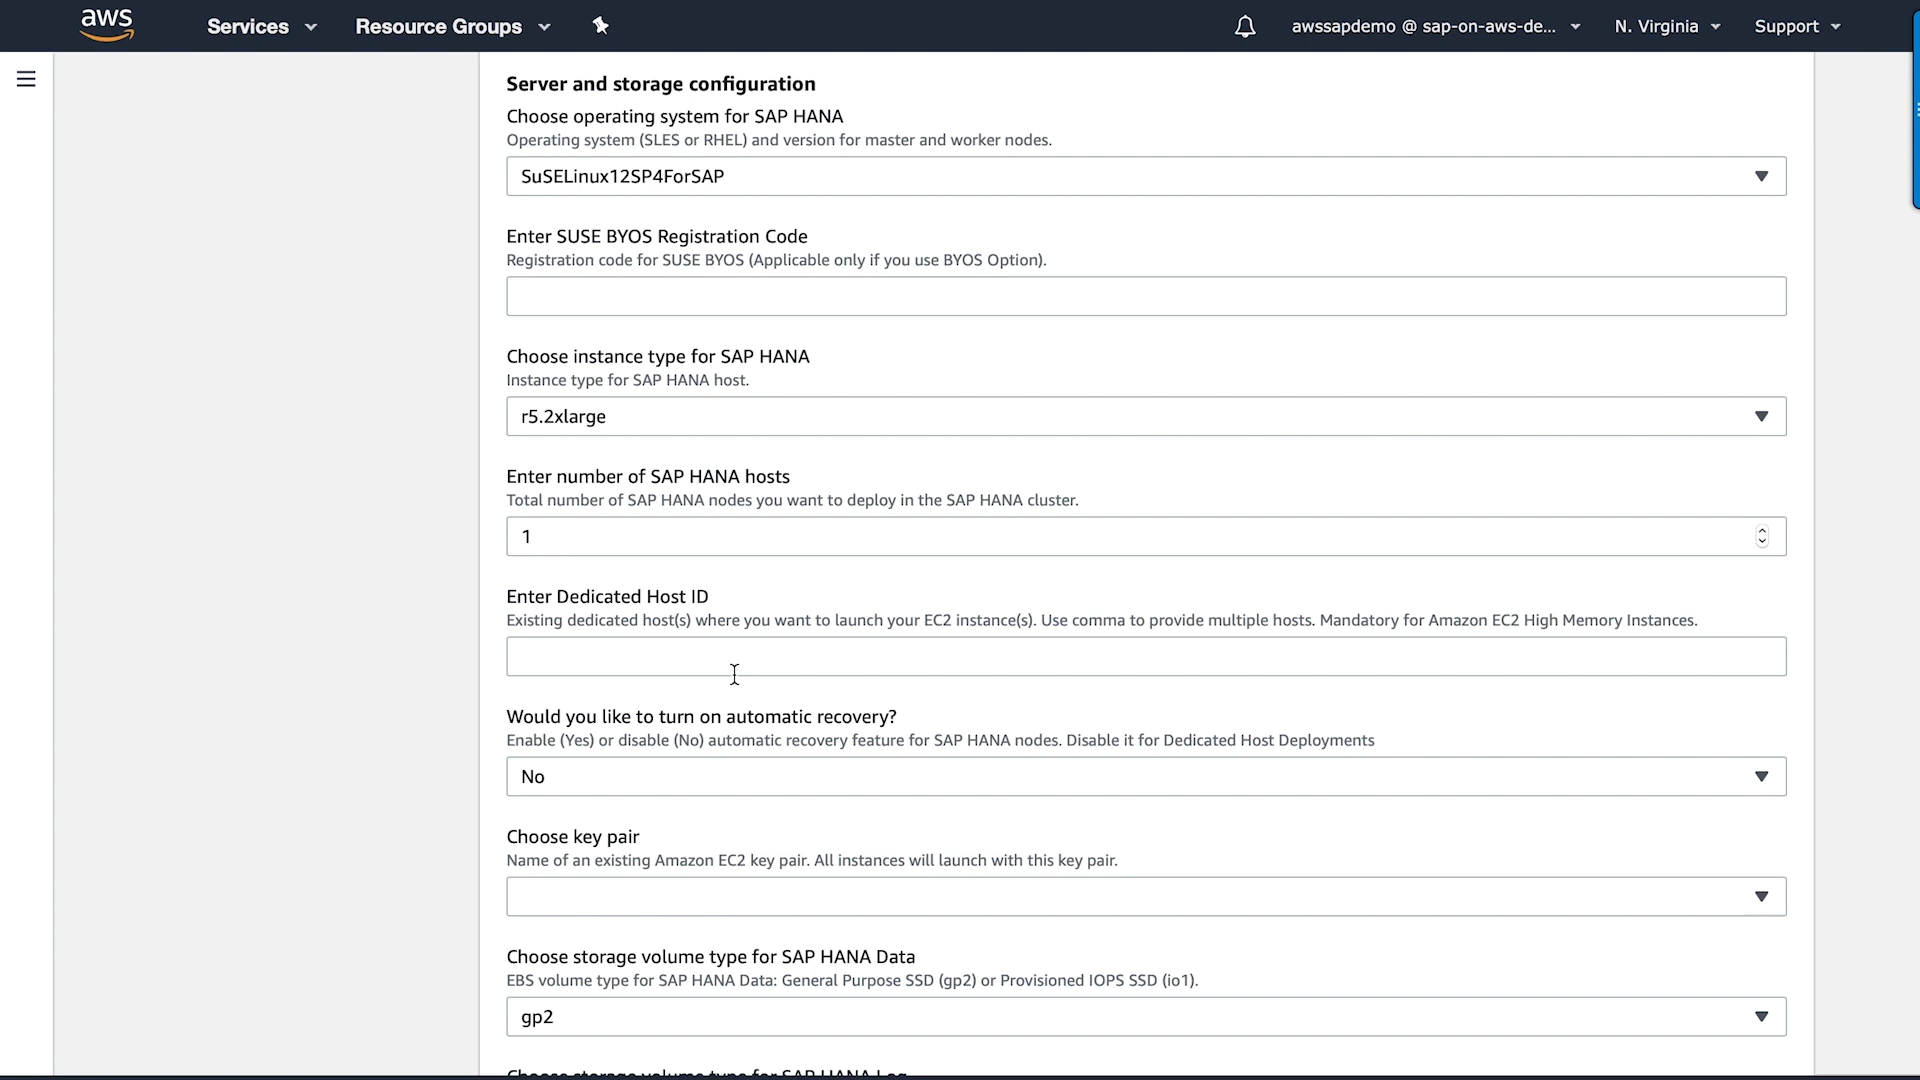 aws
Services
Resource Groups
awssapdemo @ sap-on-aws-de...
N. Virginia
Support
Server and storage configuration
Choose operating system for SAP HANA
Operating system (SLES or RHEL) and version for master and worker nodes.
SuSELinux12SP4ForSAP
Enter SUSE BYOS Registration Code
Registration code for SUSE BYOS (Applicable only if you use BYOS Option).
Choose instance type for SAP HANA
Instance type for SAP HANA host.
r5.2xlarge
Enter number of SAP HANA hosts
Total number of SAP HANA nodes you want to deploy in the SAP HANA cluster.
1
Enter Dedicated Host ID
Existing dedicated host(s) where you want to launch your EC2 instance(s). Use comma to provide multiple hosts. Mandatory for Amazon EC2 High Memory Instances.
Would you like to turn on automatic recovery?
Enable (Yes) or disable (No) automatic recovery feature for SAP HANA nodes. Disable it for Dedicated Host Deployments
No
Choose key pair
Name of an existing Amazon EC2 key pair. All instances will launch with this key pair.
Choose storage volume type for SAP HANA Data
EBS volume type for SAP HANA Data: General Purpose SSD (gp2) or Provisioned IOPS SSD (io1).
gp2
Choose storage volume type for SAP HANA Log